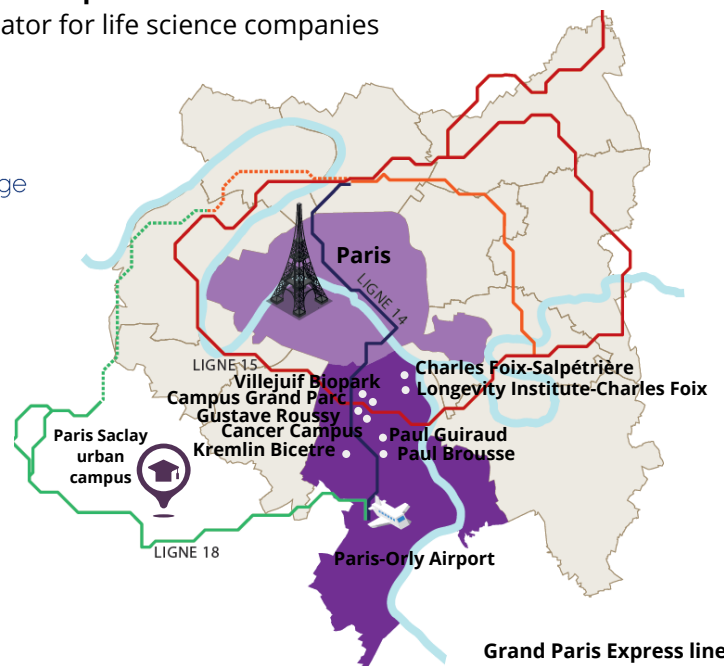 ator for life science companies
ge
Paris
LIGNE 14
LIGNE 15
Villejuif Biopark
Campus Grand Parc
Gustave Roussy
Cancer Campus
Kremlin Bicetre
Charles Foix-Salpétrière
Longevity Institute-Charles Foix
Paul Guiraud
Paul Brousse
Paris Saclay
urban
campus
LIGNE 18
Paris-Orly Airport
Grand Paris Express line